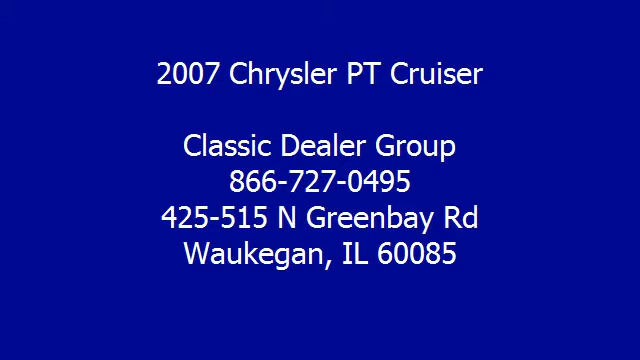 2007 Chrysler PT Cruiser
Classic Dealer Group
866-727-0495
425-515 N Greenbay Rd
Waukegan, IL 60085